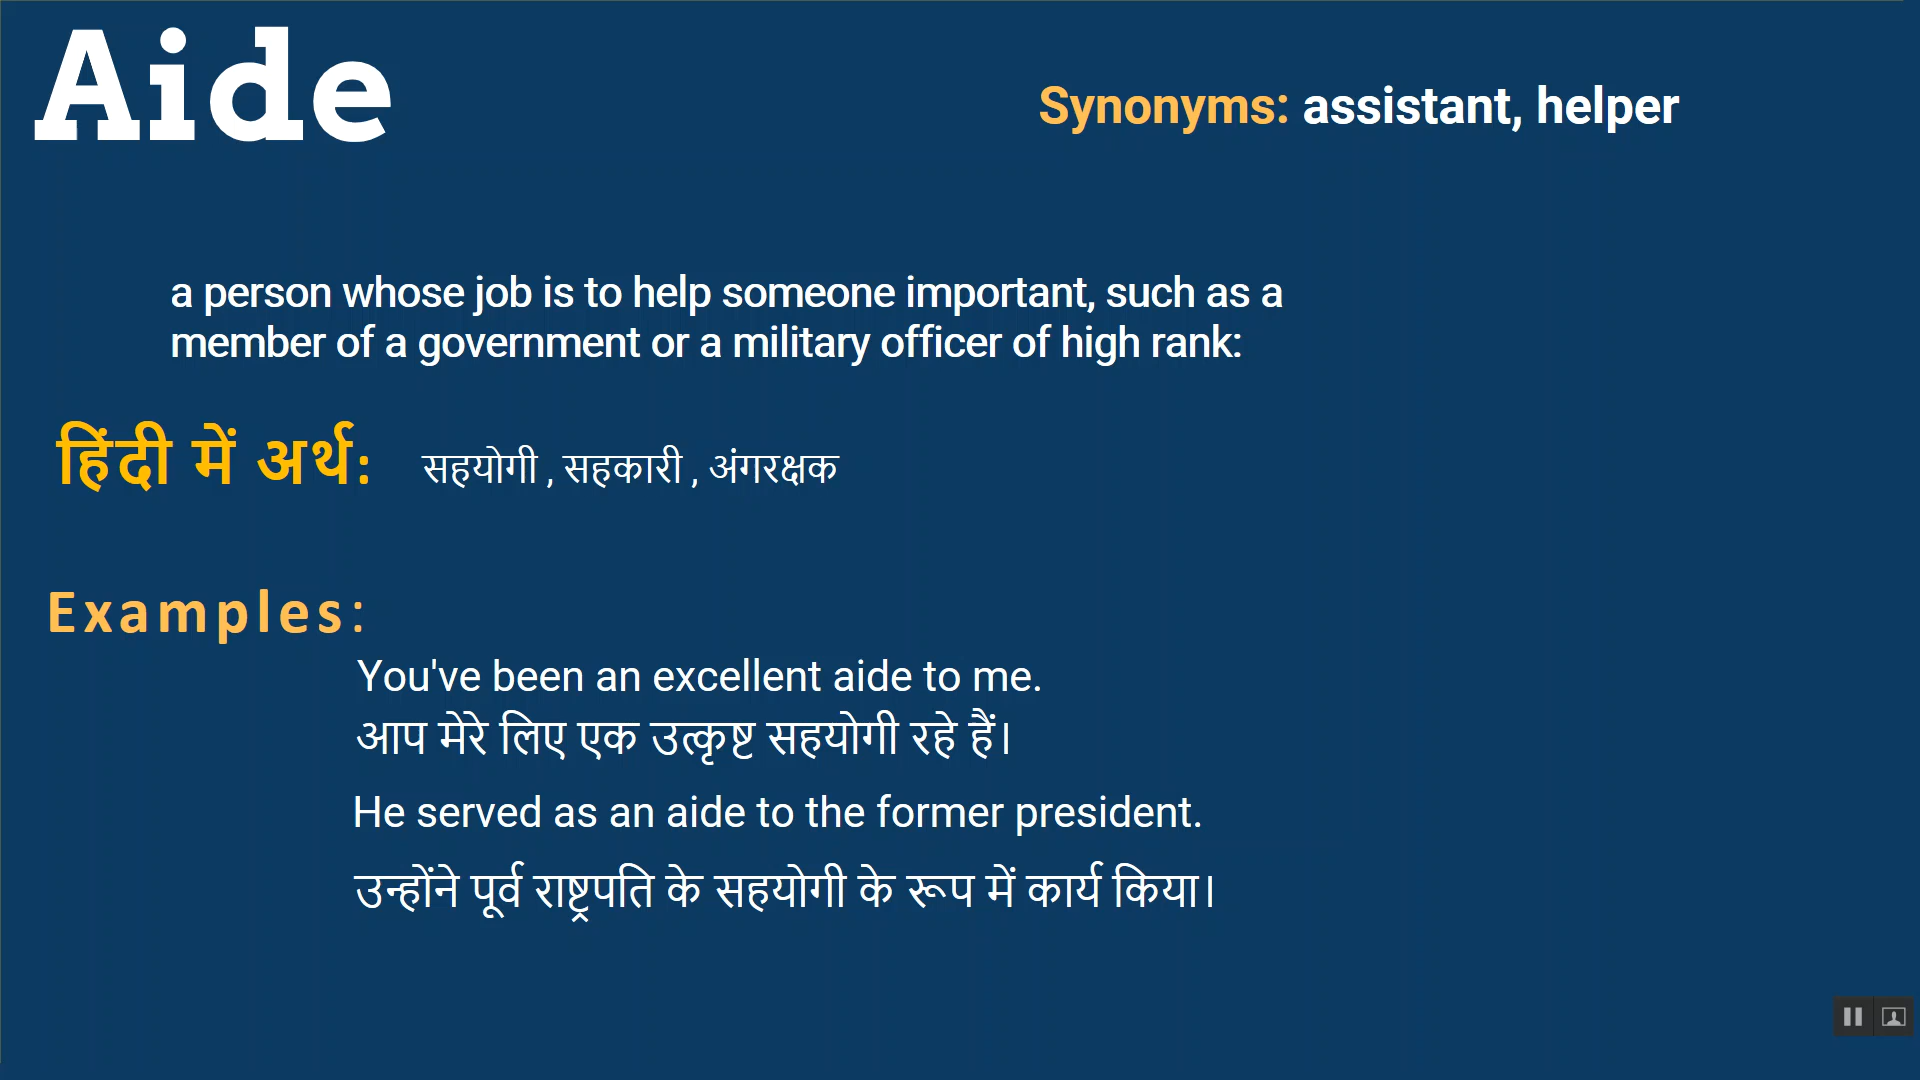 Aide
Synonyms: assistant, helper
a person whose job is to help someone important, such as a
member of a government or a military officer of high rank:
हिंदी में अर्थ: सहयोगी , सहकारी , अंगरक्षक
Examples:
You've been an excellent aide to me.
आप मेरे लिए एक उत्कृष्ट सहयोगी रहे हैं।
He served as an aide to the former president.
उन्होंने पूर्व राष्ट्रपति के सहयोगी के रूप में कार्य किया।